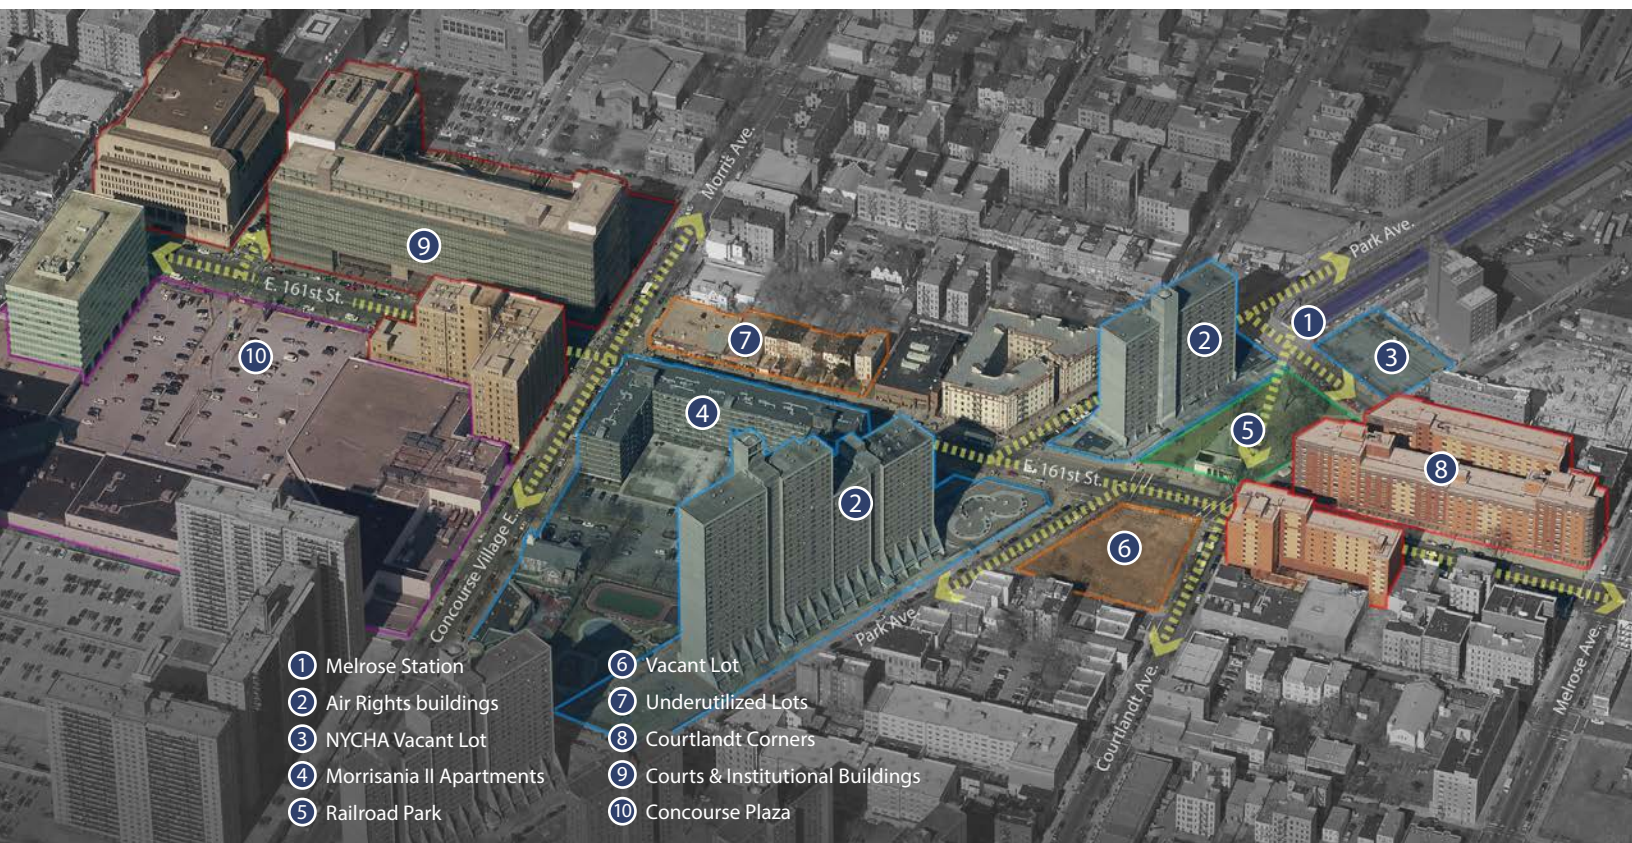 Morris Ave.
Park Ave.
9
E. 161st St.
1
7
2
3
10
4
5
E. 161st St.
8
2
6
Concourse Village E.
Park Ave.
Courtlandt Ave.
Melrose Ave.
1 Melrose Station
2 Air Rights buildings
3 NYCHA Vacant Lot
4 Morrisania II Apartments
5 Railroad Park
6 Vacant Lot
7 Underutilized Lots
8 Courtlandt Corners
9 Courts & Institutional Buildings
10 Concourse Plaza